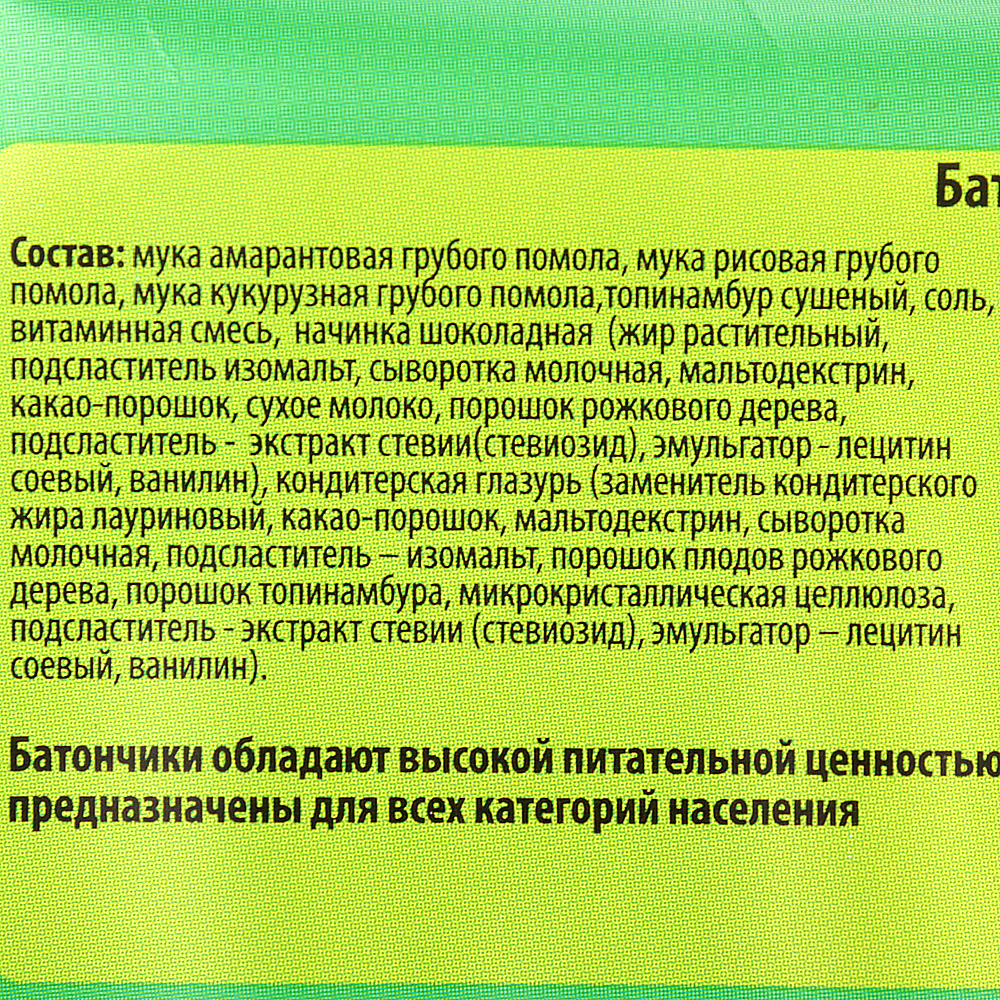 Бат
Состав: мука амарантовая грубого помола, мука рисовая грубого
помола, мука кукурузная грубого помола,топинамбур сушеный, соль,
витаминная смесь, начинка шоколадная (жир растительный,
подсластитель изомальт, сыворотка молочная, мальтодекстрин,
какао-порошок, сухое молоко, порошок рожкового дерева,
подсластитель - экстракт стевии(стевиозид), эмульгатор - лецитин
соевый, ванилин), кондитерская глазурь (заменитель кондитерского
жира лауриновый, какао-порошок, мальтодекстрин, сыворотка
молочная, подсластитель – изомальт, порошок плодов рожкового
дерева, порошок топинамбура, микрокристаллическая целлюлоза,
подсластитель - экстракт стевии (стевиозид), эмульгатор – лецитин
соевый, ванилин).
Батончики обладают высокой питательной ценностью
предназначены для всех категорий населения